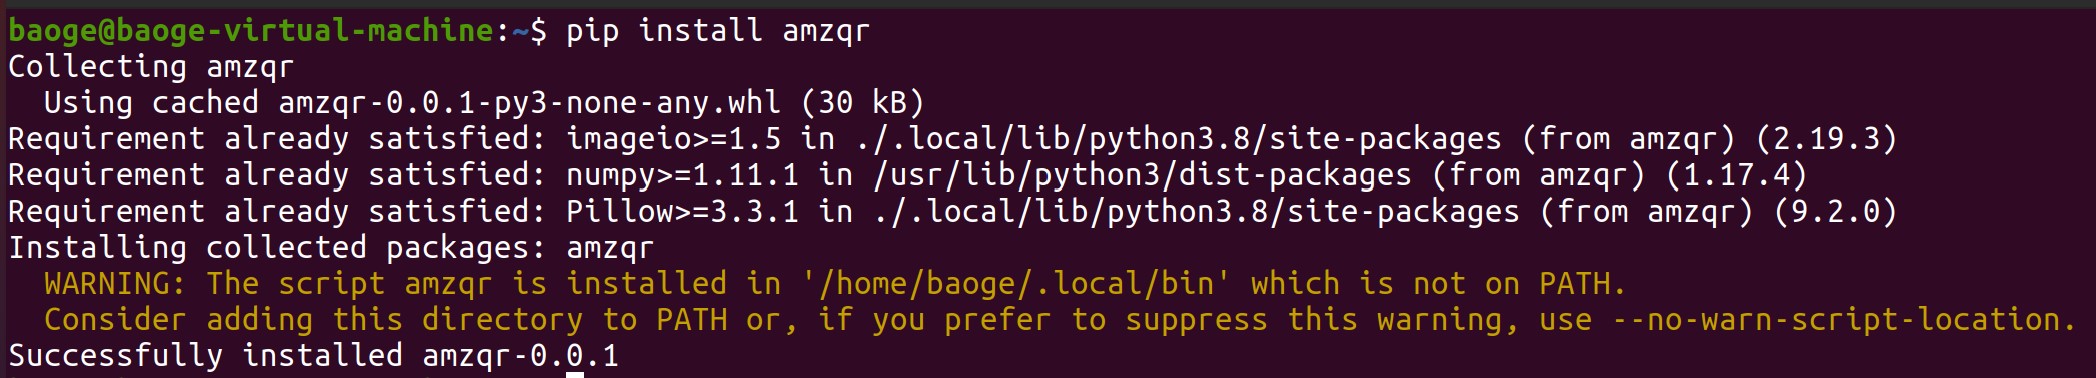 baoge@baoge-virtual-machine:~$ pip install amzqr
Collecting amzqr
  Using cached amzqr-0.0.1-py3-none-any.whl (30 kB)
Requirement already satisfied: imageio>=1.5 in ./.local/lib/python3.8/site-packages (from amzqr) (2.19.3)
Requirement already satisfied: numpy>=1.11.1 in /usr/lib/python3/dist-packages (from amzqr) (1.17.4)
Requirement already satisfied: Pillow>=3.3.1 in ./.local/lib/python3.8/site-packages (from amzqr) (9.2.0)
Installing collected packages: amzqr
  WARNING: The script amzqr is installed in '/home/baoge/.local/bin' which is not on PATH.
  Consider adding this directory to PATH or, if you prefer to suppress this warning, use --no-warn-script-location.
Successfully installed amzqr-0.0.1